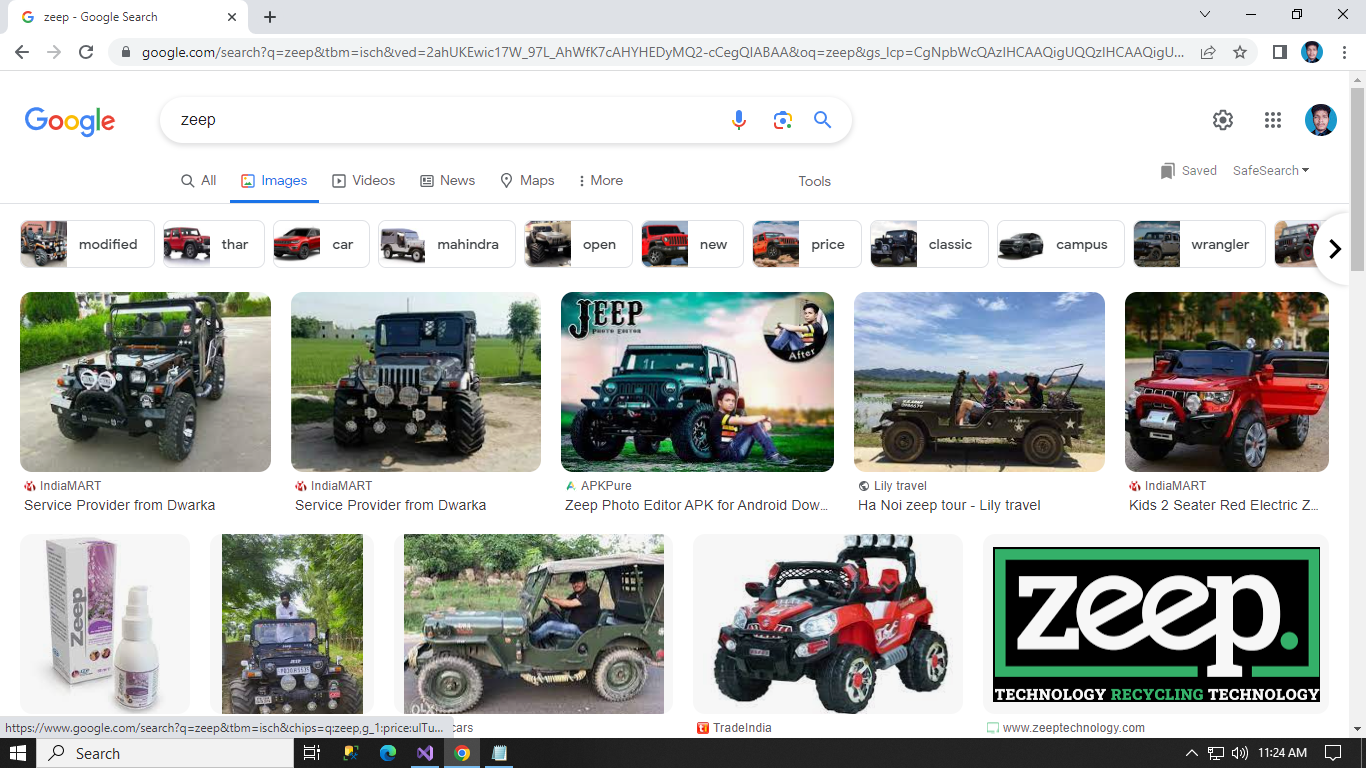 zeep - Google Search
google.com/search?q=zeep&tbm=isch&ved=2ahUKEwic17W_97L_AhWfK7cAHYHEDyMQ2-cCegQIABAA&oq=zeep&gs_lcp=CgNpbWcQAzIHCAAQigUQQzIHCAAQigU...
Google
zeep
All
Images
Videos
News
Maps
More
Tools
Saved
SafeSearch
modified
thar
car
mahindra
open
new
price
classic
campus
wrangler
JEEP
PHOTO EDITOR
After
IndiaMART
Service Provider from Dwarka
IndiaMART
Service Provider from Dwarka
APKPure
Zeep Photo Editor APK for Android Dow...
Lily travel
Ha Noi zeep tour - Lily travel
IndiaMART
Kids 2 Seater Red Electric Z...
Zeep
JEEP
OLX
zeep.
TECHNOLOGY RECYCLING TECHNOLOGY
cars
TradeIndia
www.zeeptechnology.com
https://www.google.com/search?q=zeep&tbm=isch&chips=q:zeep,g_1:price:ulTu...
Search
11:24 AM